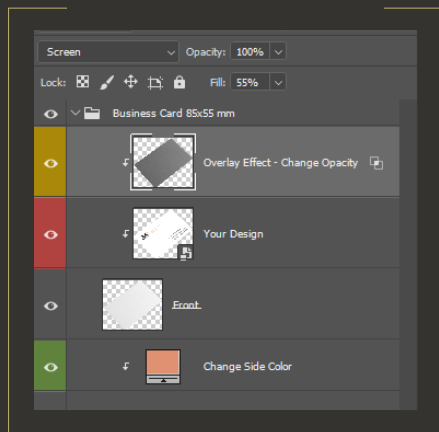 Screen Opacity: 100%
Lock: Fill: 55%
Business Card 85x55 mm
Overlay Effect - Change Opacity
Your Design
Front
Change Side Color